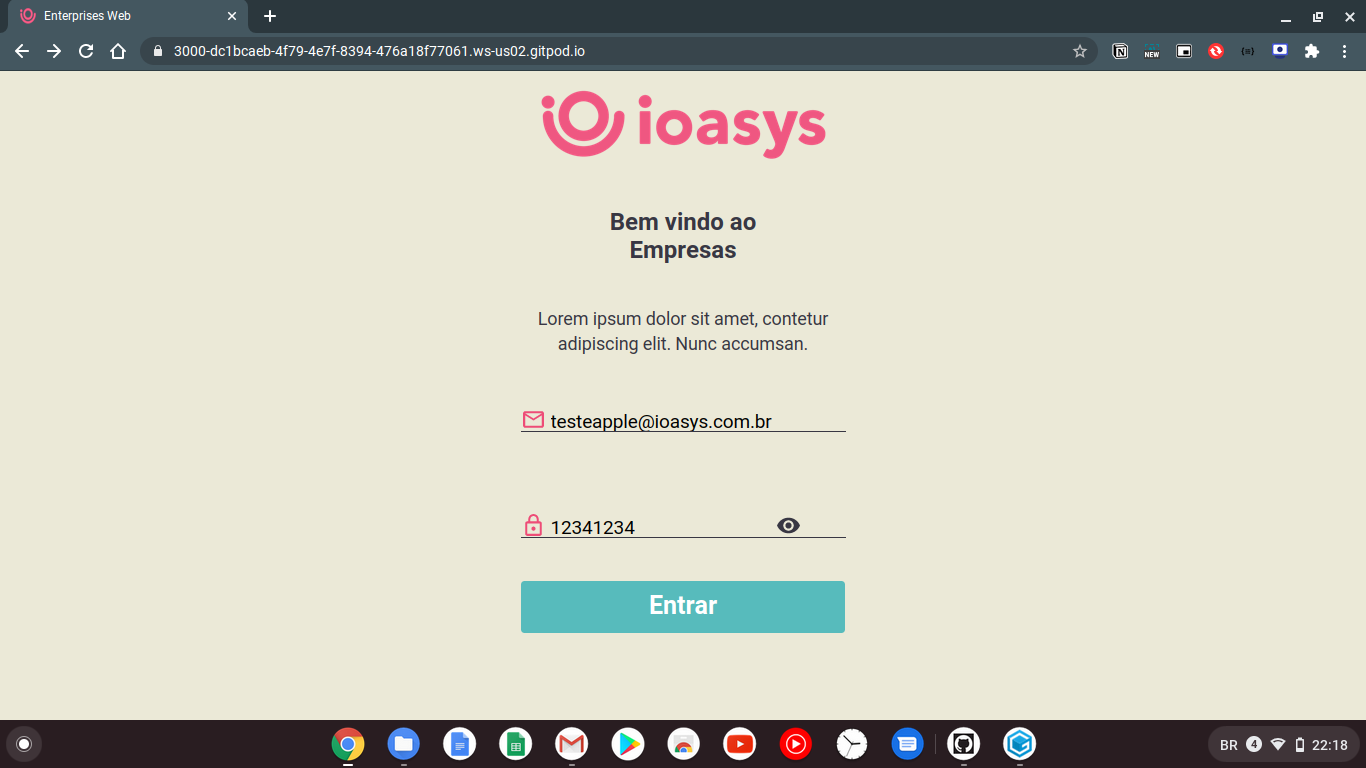 Enterprises Web
3000-dc1bcaeb-4f79-4e7f-8394-476a18f77061.ws-us02.gitpod.io
NEW
ioasys
Bem vindo ao
Empresas
Lorem ipsum dolor sit amet, contetur
adipiscing elit. Nunc accumsan.
testeapple@ioasys.com.br
12341234
Entrar
BR 4 22:18